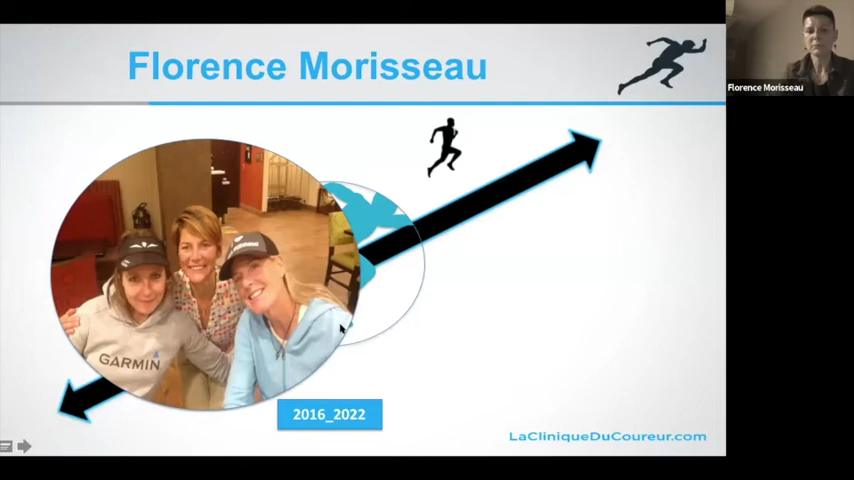 Florence Morisseau
Florence Morisseau
GARMIN
2016_2022
LaCliniqueDuCoureur.com